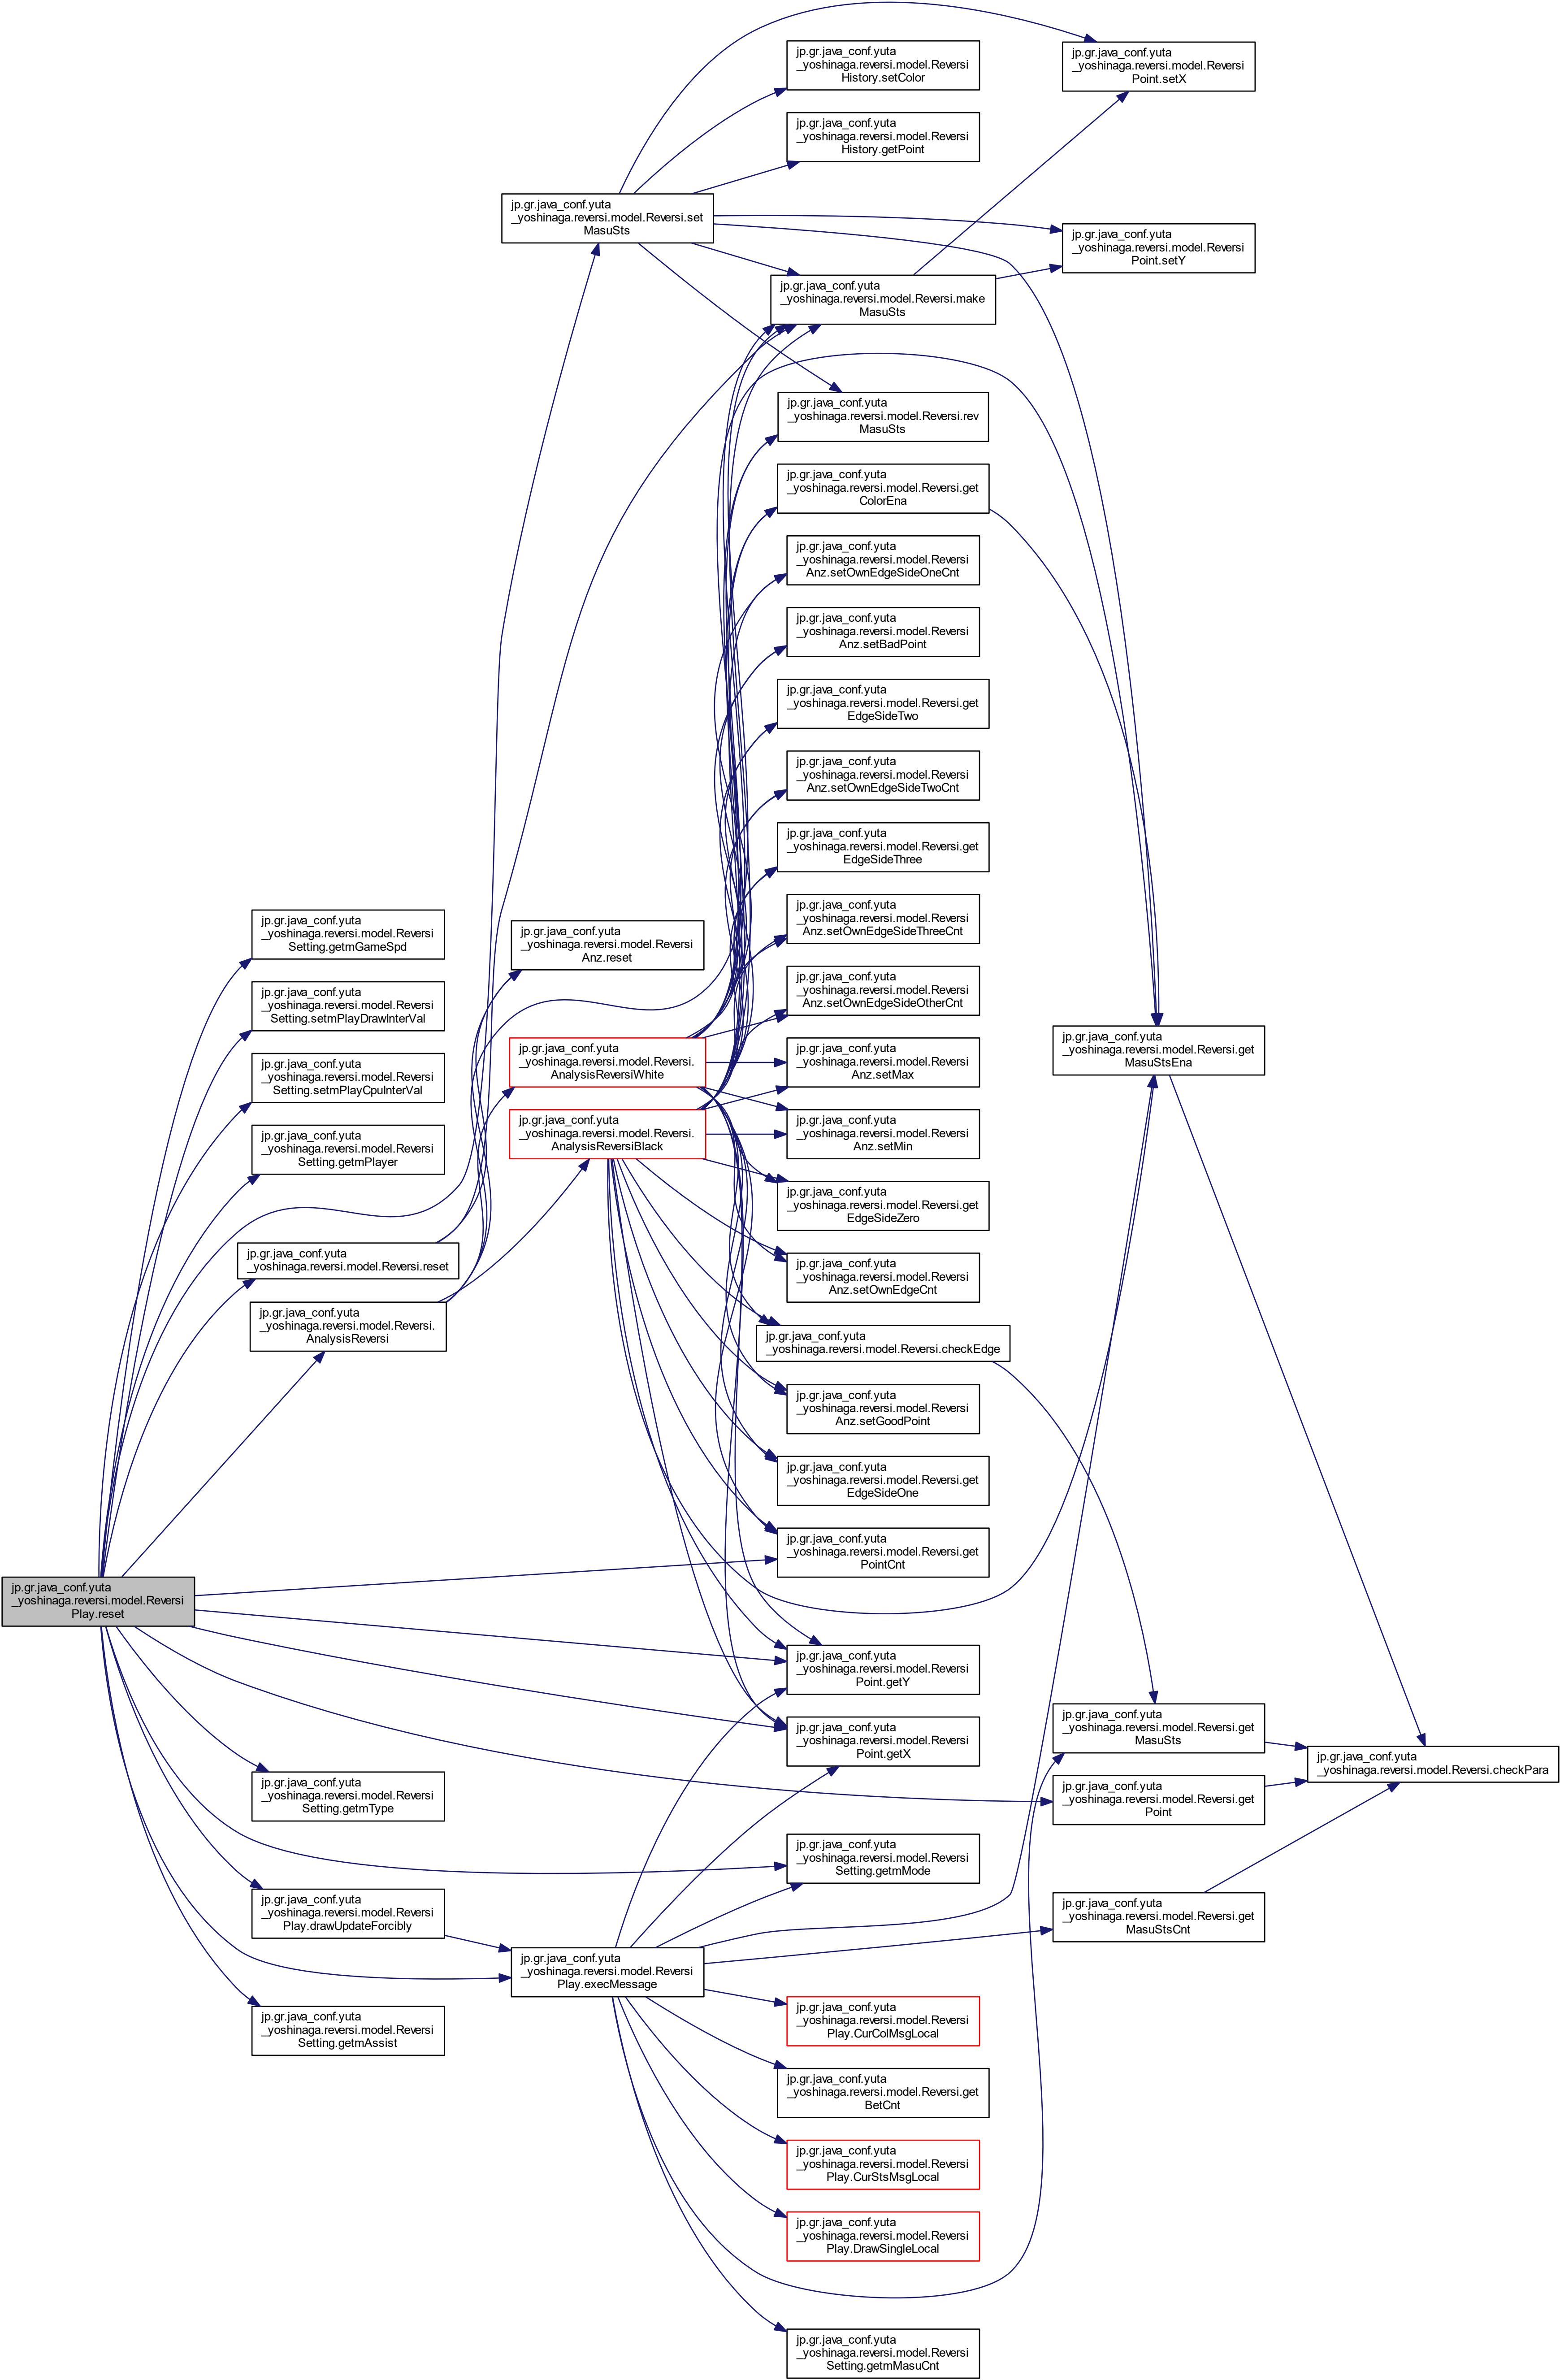 jp.gr.java_conf.yuta
_yoshinaga.reversi.model.Reversi
Play.reset
jp.gr.java_conf.yuta
_yoshinaga.reversi.model.Reversi
Setting.getmGameSpd
jp.gr.java_conf.yuta
_yoshinaga.reversi.model.Reversi
Setting.setmPlayDrawInterVal
jp.gr.java_conf.yuta
_yoshinaga.reversi.model.Reversi
Setting.setmPlayCpuInterVal
jp.gr.java_conf.yuta
_yoshinaga.reversi.model.Reversi
Setting.getmPlayer
jp.gr.java_conf.yuta
_yoshinaga.reversi.model.Reversi.reset
jp.gr.java_conf.yuta
_yoshinaga.reversi.model.Reversi.
AnalysisReversi
jp.gr.java_conf.yuta
_yoshinaga.reversi.model.Reversi
Setting.getmType
jp.gr.java_conf.yuta
_yoshinaga.reversi.model.Reversi
Play.drawUpdateForcibly
jp.gr.java_conf.yuta
_yoshinaga.reversi.model.Reversi
Setting.getmAssist
jp.gr.java_conf.yuta
_yoshinaga.reversi.model.Reversi.set
MasuSts
jp.gr.java_conf.yuta
_yoshinaga.reversi.model.Reversi
Anz.reset
jp.gr.java_conf.yuta
_yoshinaga.reversi.model.Reversi.
AnalysisReversiWhite
jp.gr.java_conf.yuta
_yoshinaga.reversi.model.Reversi.
AnalysisReversiBlack
jp.gr.java_conf.yuta
_yoshinaga.reversi.model.Reversi
Play.execMessage
jp.gr.java_conf.yuta
_yoshinaga.reversi.model.Reversi
History.setColor
jp.gr.java_conf.yuta
_yoshinaga.reversi.model.Reversi
History.getPoint
jp.gr.java_conf.yuta
_yoshinaga.reversi.model.Reversi.make
MasuSts
jp.gr.java_conf.yuta
_yoshinaga.reversi.model.Reversi.rev
MasuSts
jp.gr.java_conf.yuta
_yoshinaga.reversi.model.Reversi.get
ColorEna
jp.gr.java_conf.yuta
_yoshinaga.reversi.model.Reversi
Anz.setOwnEdgeSideOneCnt
jp.gr.java_conf.yuta
_yoshinaga.reversi.model.Reversi
Anz.setBadPoint
jp.gr.java_conf.yuta
_yoshinaga.reversi.model.Reversi.get
EdgeSideTwo
jp.gr.java_conf.yuta
_yoshinaga.reversi.model.Reversi
Anz.setOwnEdgeSideTwoCnt
jp.gr.java_conf.yuta
_yoshinaga.reversi.model.Reversi.get
EdgeSideThree
jp.gr.java_conf.yuta
_yoshinaga.reversi.model.Reversi
Anz.setOwnEdgeSideThreeCnt
jp.gr.java_conf.yuta
_yoshinaga.reversi.model.Reversi
Anz.setOwnEdgeSideOtherCnt
jp.gr.java_conf.yuta
_yoshinaga.reversi.model.Reversi
Anz.setMax
jp.gr.java_conf.yuta
_yoshinaga.reversi.model.Reversi
Anz.setMin
jp.gr.java_conf.yuta
_yoshinaga.reversi.model.Reversi.get
EdgeSideZero
jp.gr.java_conf.yuta
_yoshinaga.reversi.model.Reversi
Anz.setOwnEdgeCnt
jp.gr.java_conf.yuta
_yoshinaga.reversi.model.Reversi.checkEdge
jp.gr.java_conf.yuta
_yoshinaga.reversi.model.Reversi
Anz.setGoodPoint
jp.gr.java_conf.yuta
_yoshinaga.reversi.model.Reversi.get
EdgeSideOne
jp.gr.java_conf.yuta
_yoshinaga.reversi.model.Reversi.get
PointCnt
jp.gr.java_conf.yuta
_yoshinaga.reversi.model.Reversi
Point.getY
jp.gr.java_conf.yuta
_yoshinaga.reversi.model.Reversi
Point.getX
jp.gr.java_conf.yuta
_yoshinaga.reversi.model.Reversi
Setting.getmMode
jp.gr.java_conf.yuta
_yoshinaga.reversi.model.Reversi
Play.CurColMsgLocal
jp.gr.java_conf.yuta
_yoshinaga.reversi.model.Reversi.get
BetCnt
jp.gr.java_conf.yuta
_yoshinaga.reversi.model.Reversi
Play.CurStsMsgLocal
jp.gr.java_conf.yuta
_yoshinaga.reversi.model.Reversi
Play.DrawSingleLocal
jp.gr.java_conf.yuta
_yoshinaga.reversi.model.Reversi
Setting.getmMasuCnt
jp.gr.java_conf.yuta
_yoshinaga.reversi.model.Reversi
Point.setX
jp.gr.java_conf.yuta
_yoshinaga.reversi.model.Reversi
Point.setY
jp.gr.java_conf.yuta
_yoshinaga.reversi.model.Reversi.get
MasuStsEna
jp.gr.java_conf.yuta
_yoshinaga.reversi.model.Reversi.get
MasuSts
jp.gr.java_conf.yuta
_yoshinaga.reversi.model.Reversi.get
Point
jp.gr.java_conf.yuta
_yoshinaga.reversi.model.Reversi.get
MasuStsCnt
jp.gr.java_conf.yuta
_yoshinaga.reversi.model.Reversi.checkPara